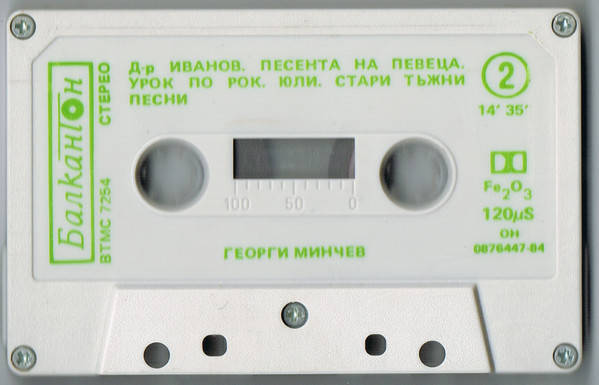 Д-р ИВАНОВ. ПЕСЕНТА НА ПЕВЕЦА.
УРОК ПО РОК. ЮЛИ. СТАРИ ТЪЖНИ
ПЕСНИ
2
14' 35'
Балкантон
СТЕРЕО
ВТМС 7254
100 50 0
Fe2O3
120µS
ОН
0876447-84
ГЕОРГИ МИНЧЕВ